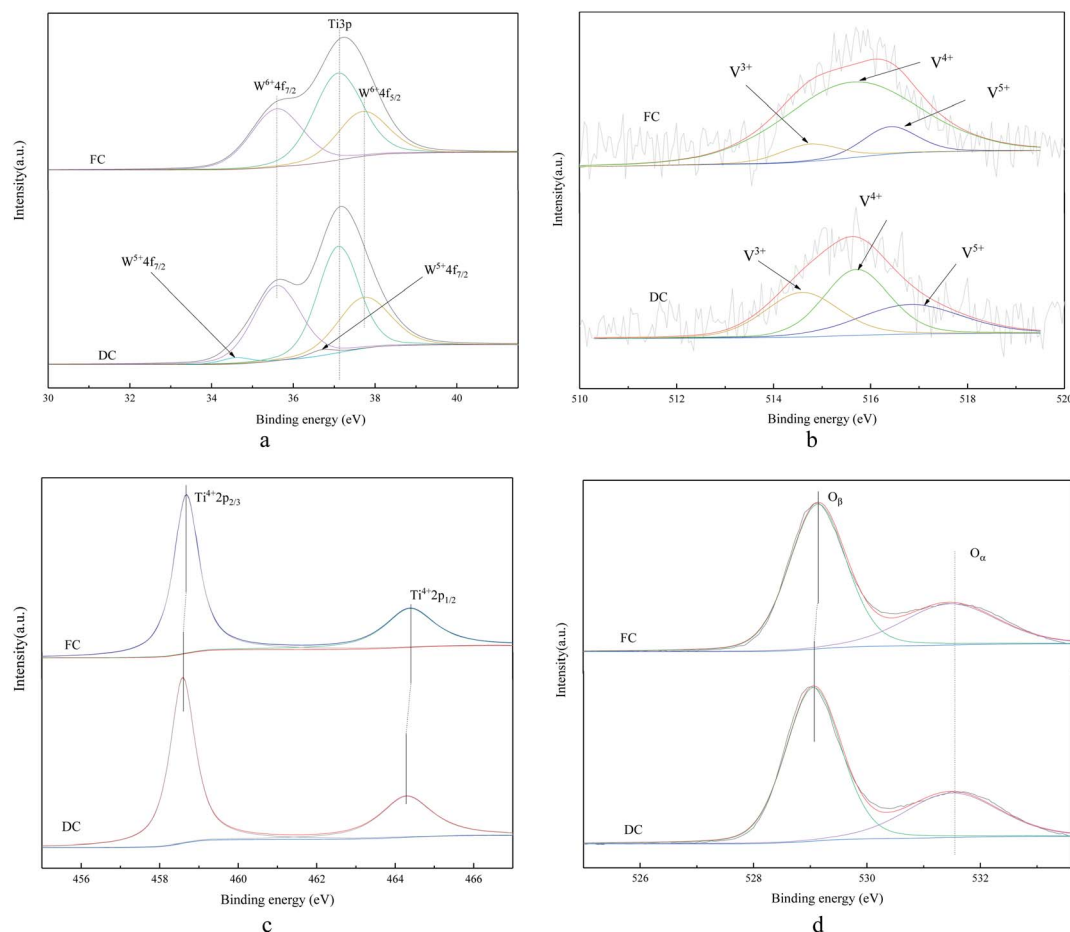 Ti3p
W⁶⁺4f₇/₂
W⁶⁺4f₅/₂
FC
W⁵⁺4f₇/₂
W⁵⁺4f₇/₂
DC
Intensity(a.u.)
30 34 36 38 40
Binding energy (eV)
a
V³⁺
V⁴⁺
V⁵⁺
FC
V³⁺
V⁴⁺
V⁵⁺
DC
Intensity(a.u.)
510 512 514 516 518 520
Binding energy (eV)
b
Ti⁴⁺2p₂/₃
Ti⁴⁺2p₁/₂
FC
DC
Intensity(a.u.)
456 458 460 462 464 466
Binding energy (eV)
c
Oβ
Oα
FC
DC
Intensity(a.u.)
526 528 530 532
Binding energy (eV)
d